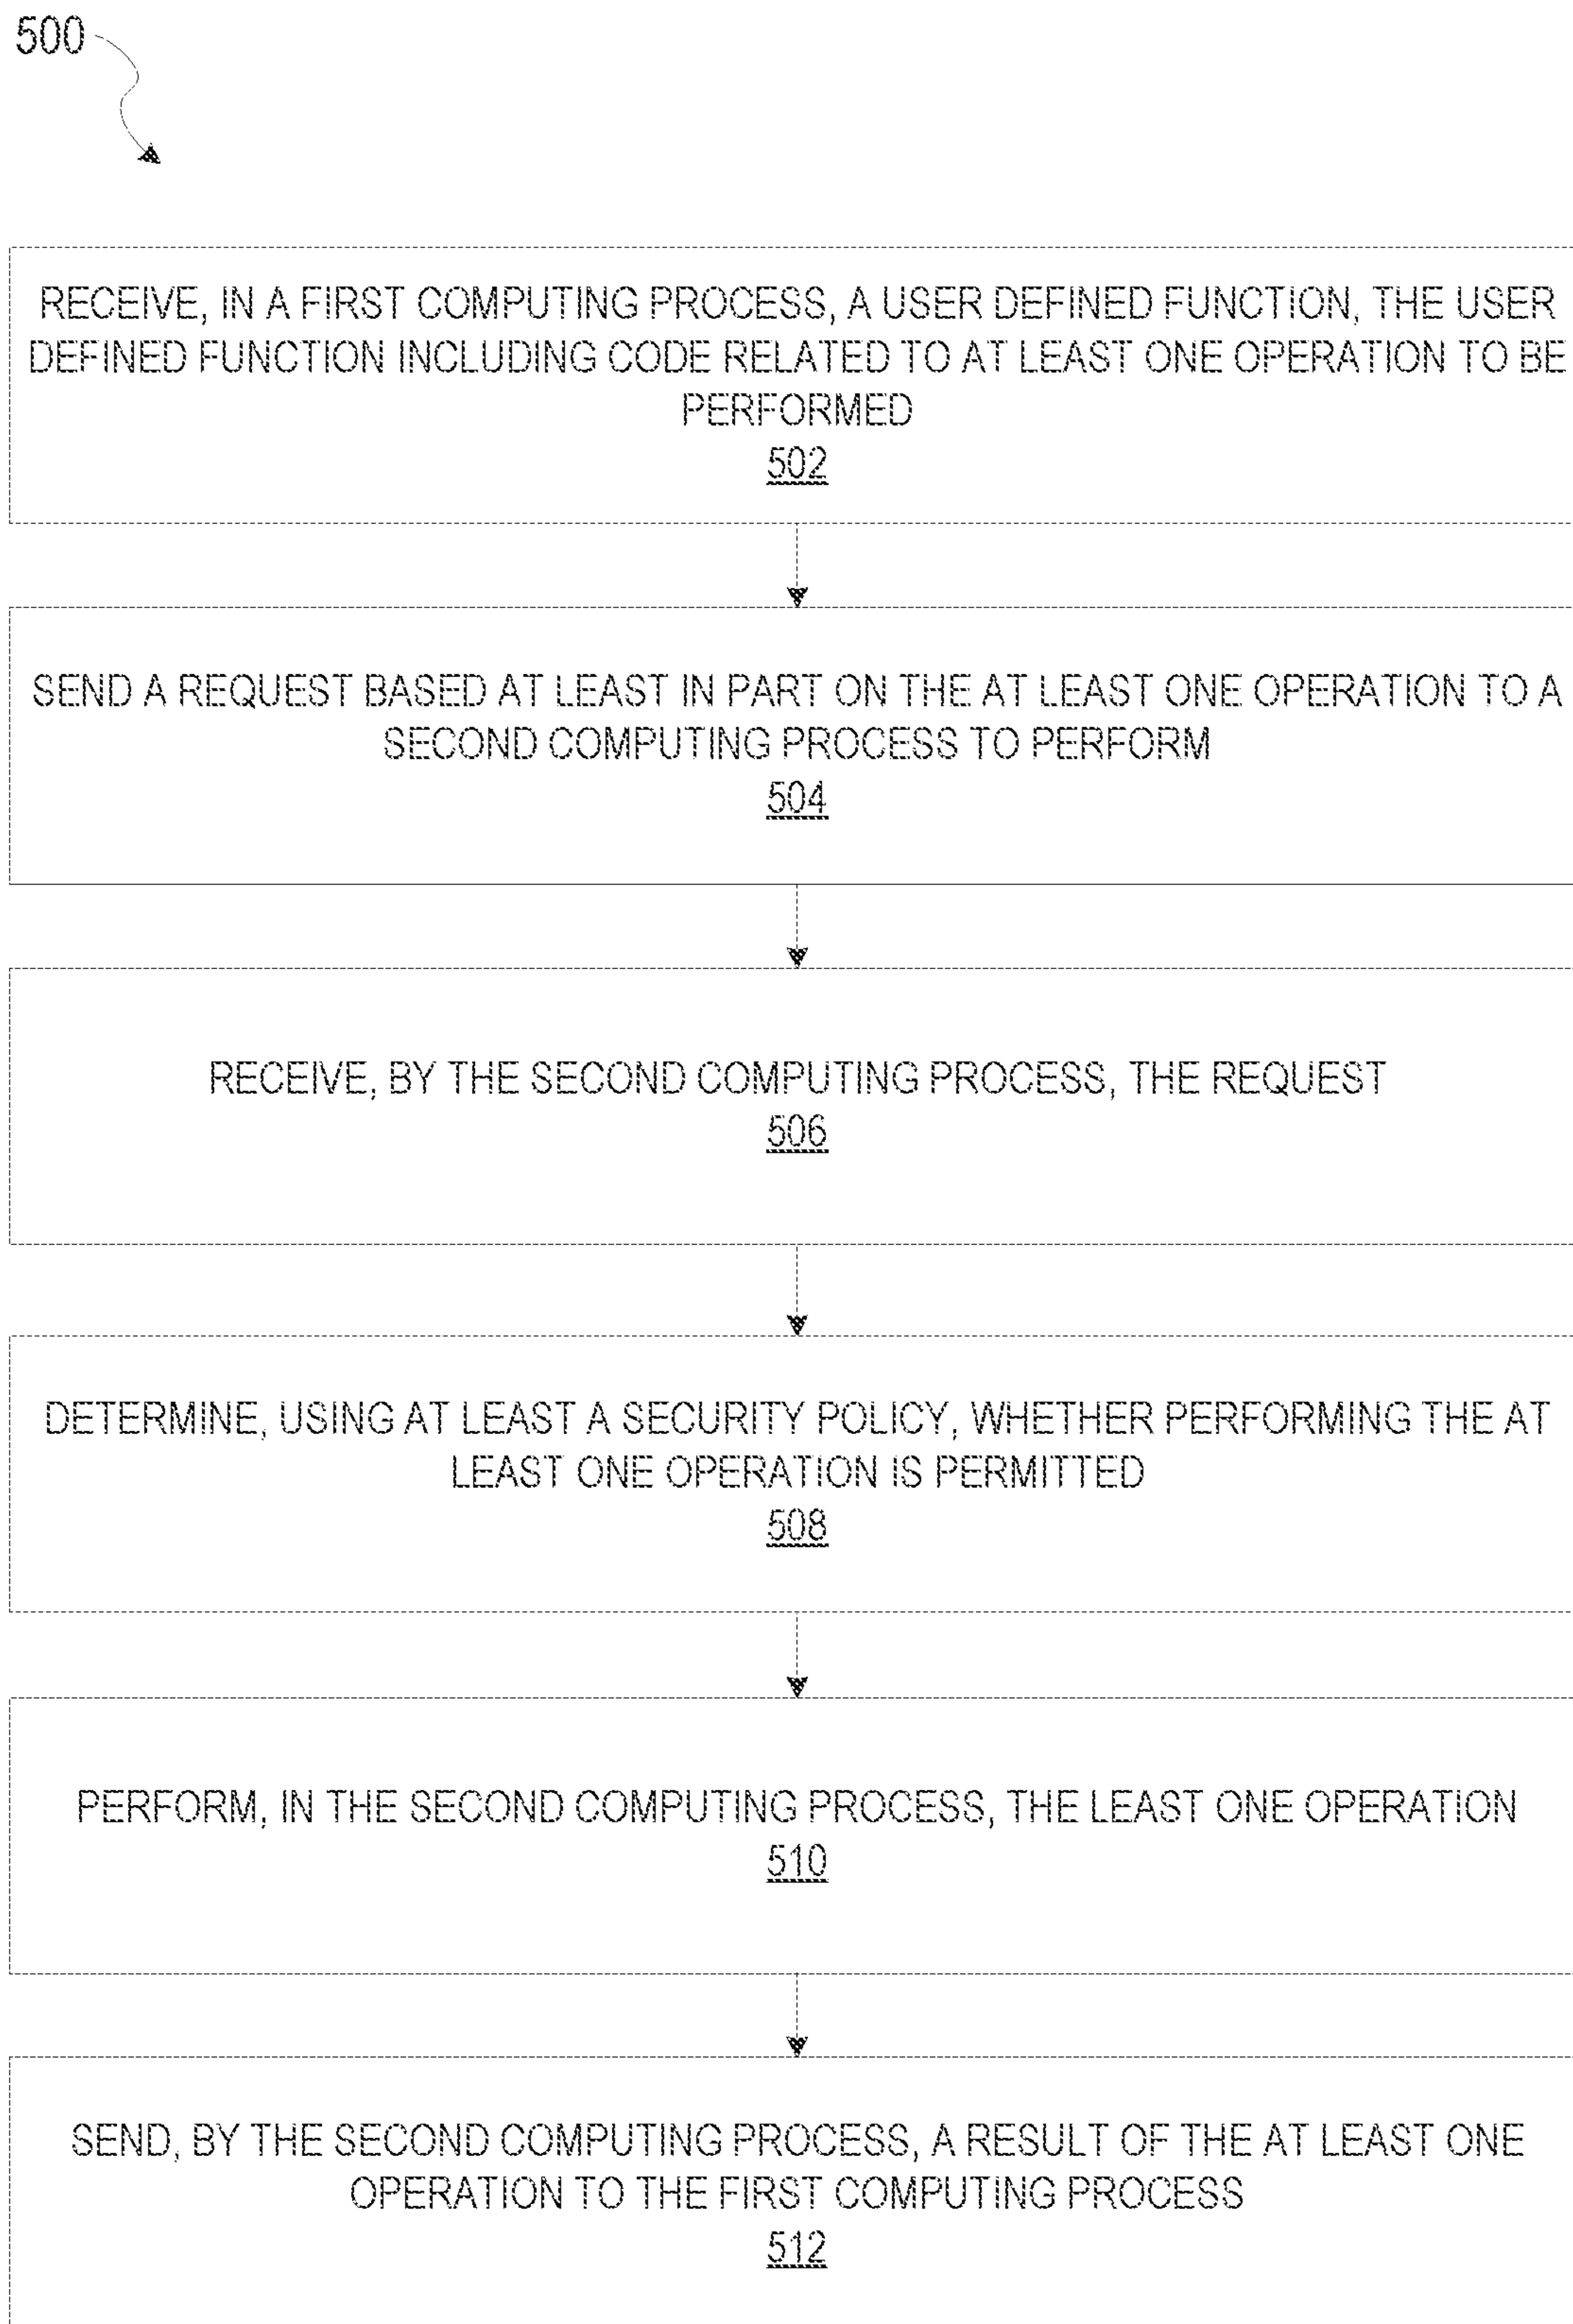 500
RECEIVE, IN A FIRST COMPUTING PROCESS, A USER DEFINED FUNCTION, THE USER
DEFINED FUNCTION INCLUDING CODE RELATED TO AT LEAST ONE OPERATION TO BE
PERFORMED
502
SEND A REQUEST BASED AT LEAST IN PART ON THE AT LEAST ONE OPERATION TO A
SECOND COMPUTING PROCESS TO PERFORM
504
RECEIVE, BY THE SECOND COMPUTING PROCESS, THE REQUEST
506
DETERMINE, USING AT LEAST A SECURITY POLICY, WHETHER PERFORMING THE AT
LEAST ONE OPERATION IS PERMITTED
508
PERFORM, IN THE SECOND COMPUTING PROCESS, THE LEAST ONE OPERATION
510
SEND, BY THE SECOND COMPUTING PROCESS, A RESULT OF THE AT LEAST ONE
OPERATION TO THE FIRST COMPUTING PROCESS
512